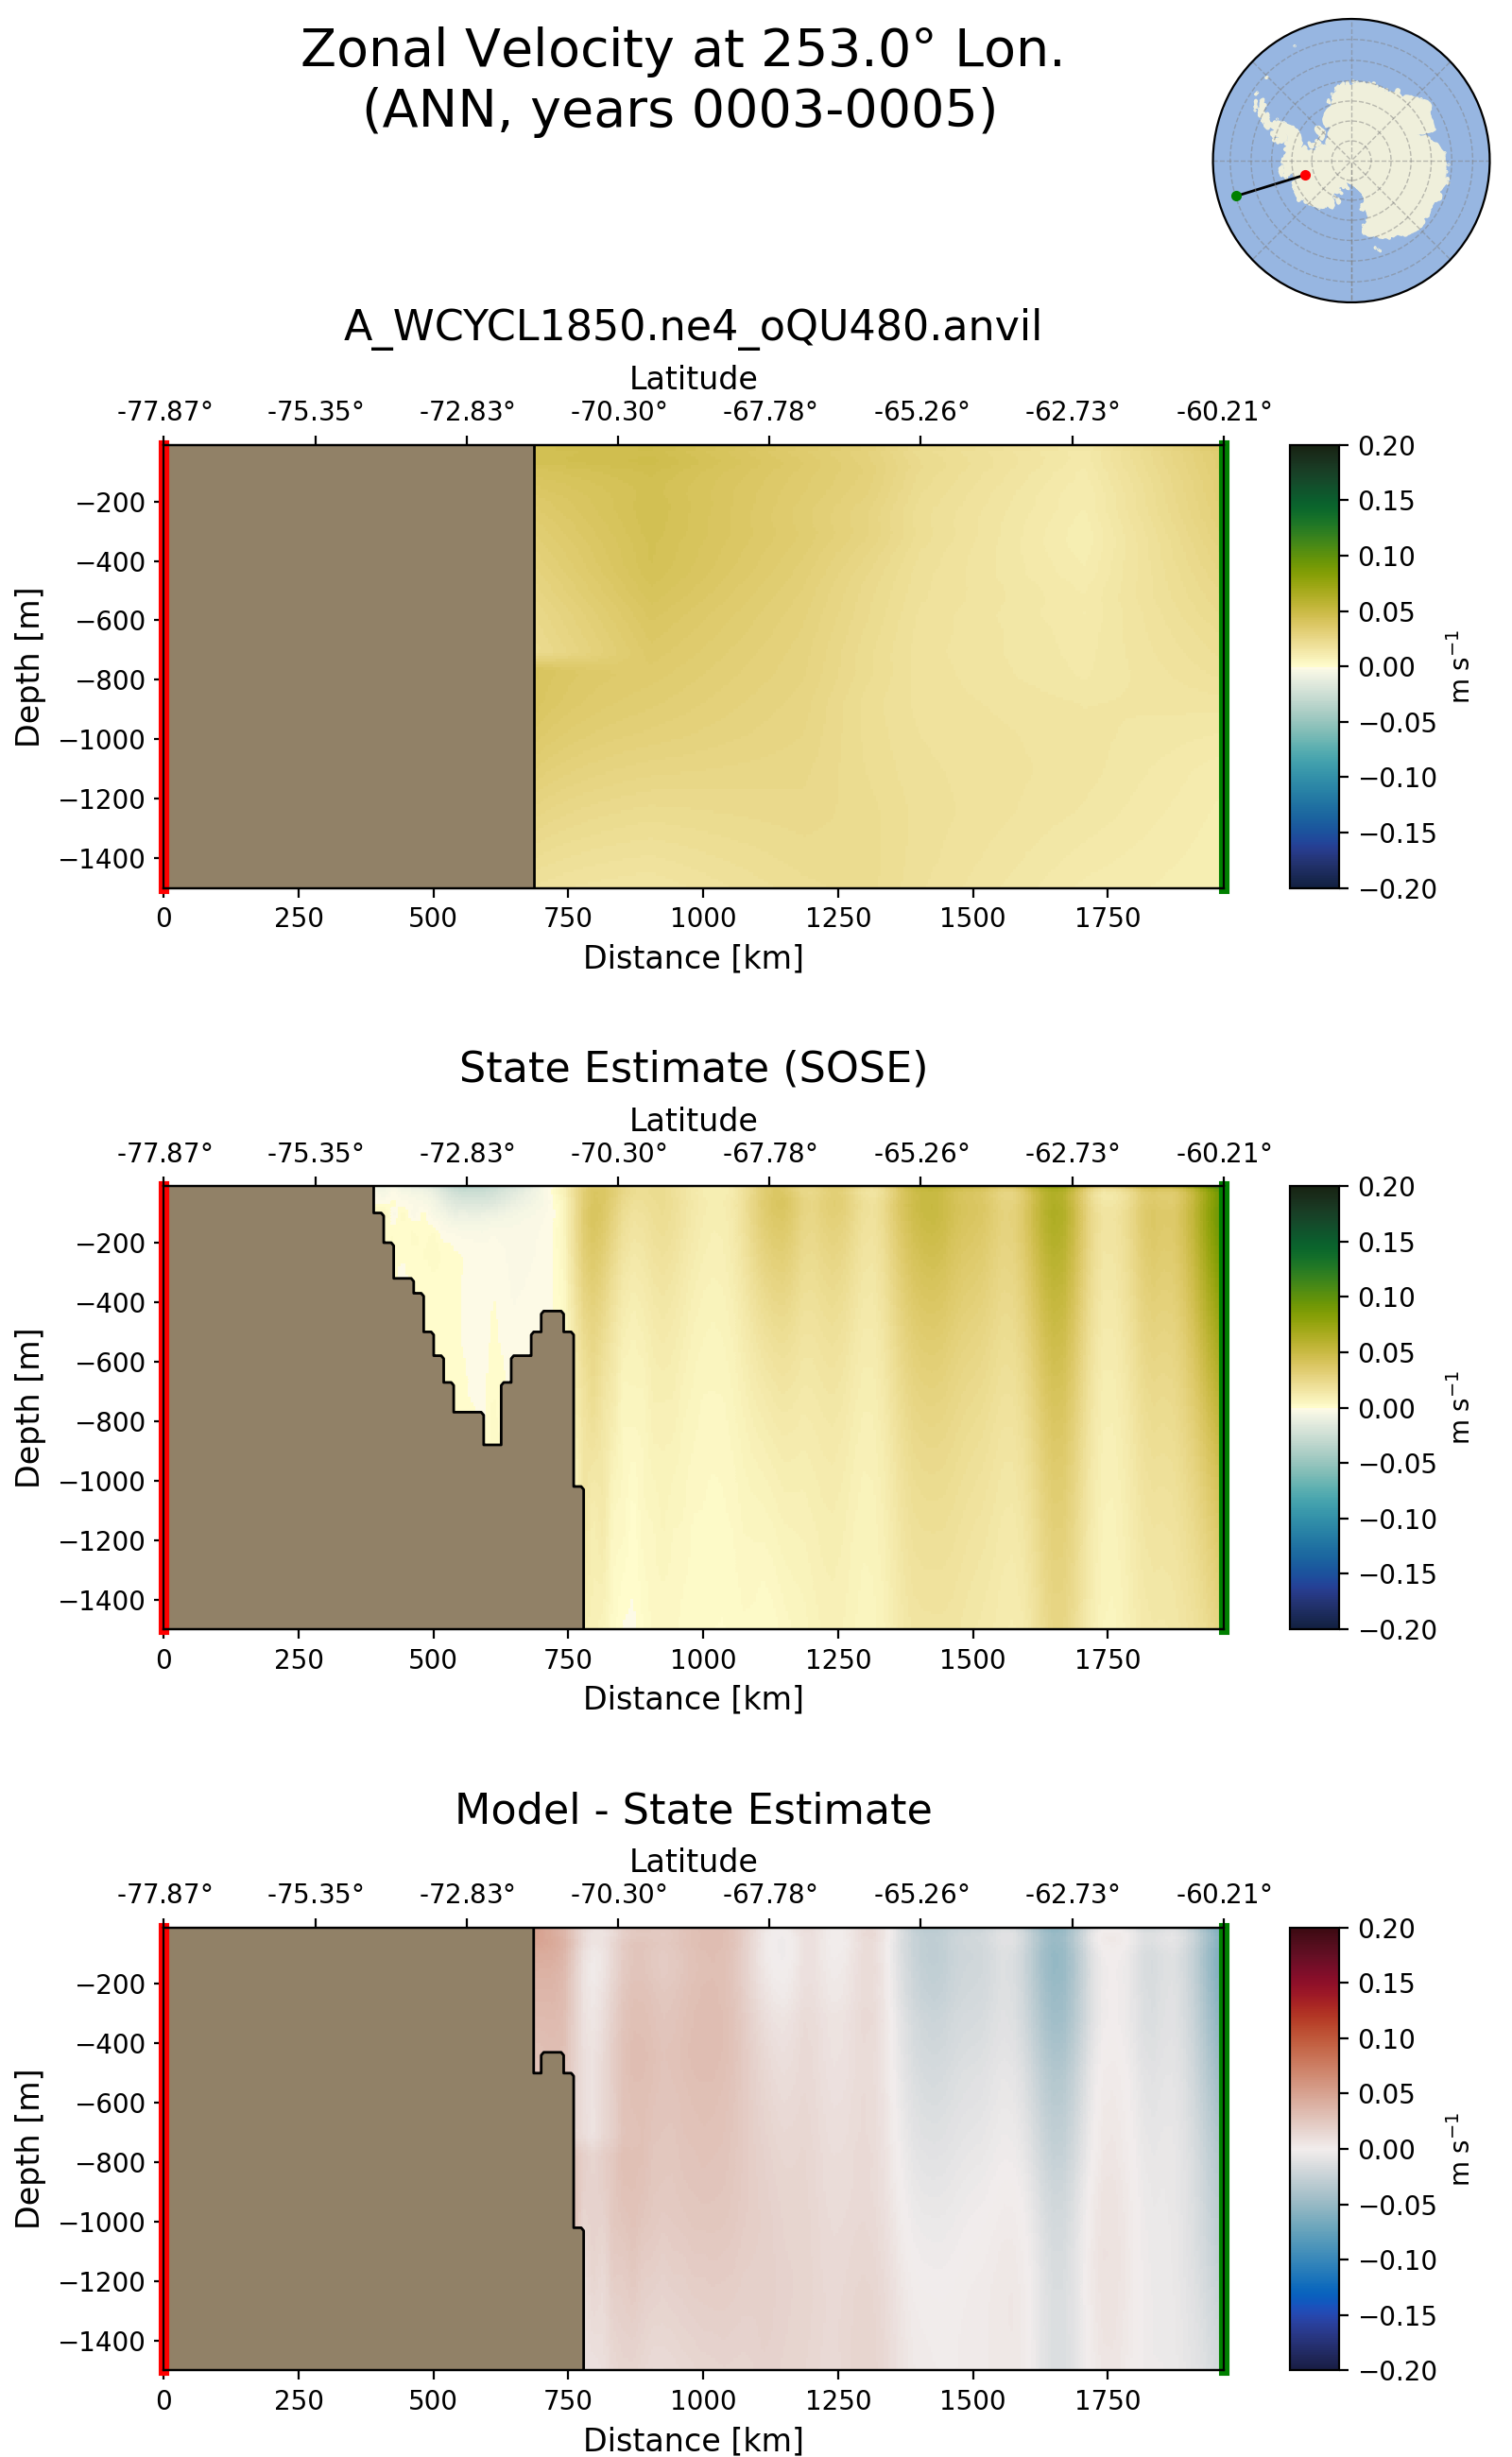 Zonal Velocity at 253.0° Lon.
(ANN, years 0003-0005)
A_WCYCL1850.ne4_oQU480.anvil
Latitude
-77.87° -75.35° -72.83° -70.30° -67.78° -65.26° -62.73° -60.21°
Depth [m]
−200
−400
−600
−800
−1000
−1200
−1400
0 250 500 750 1000 1250 1500 1750
Distance [km]
0.20
0.15
0.10
0.05
0.00
−0.05
−0.10
−0.15
−0.20
m s⁻¹
State Estimate (SOSE)
Latitude
-77.87° -75.35° -72.83° -70.30° -67.78° -65.26° -62.73° -60.21°
Depth [m]
−200
−400
−600
−800
−1000
−1200
−1400
0 250 500 750 1000 1250 1500 1750
Distance [km]
0.20
0.15
0.10
0.05
0.00
−0.05
−0.10
−0.15
−0.20
m s⁻¹
Model - State Estimate
Latitude
-77.87° -75.35° -72.83° -70.30° -67.78° -65.26° -62.73° -60.21°
Depth [m]
−200
−400
−600
−800
−1000
−1200
−1400
0 250 500 750 1000 1250 1500 1750
Distance [km]
0.20
0.15
0.10
0.05
0.00
−0.05
−0.10
−0.15
−0.20
m s⁻¹